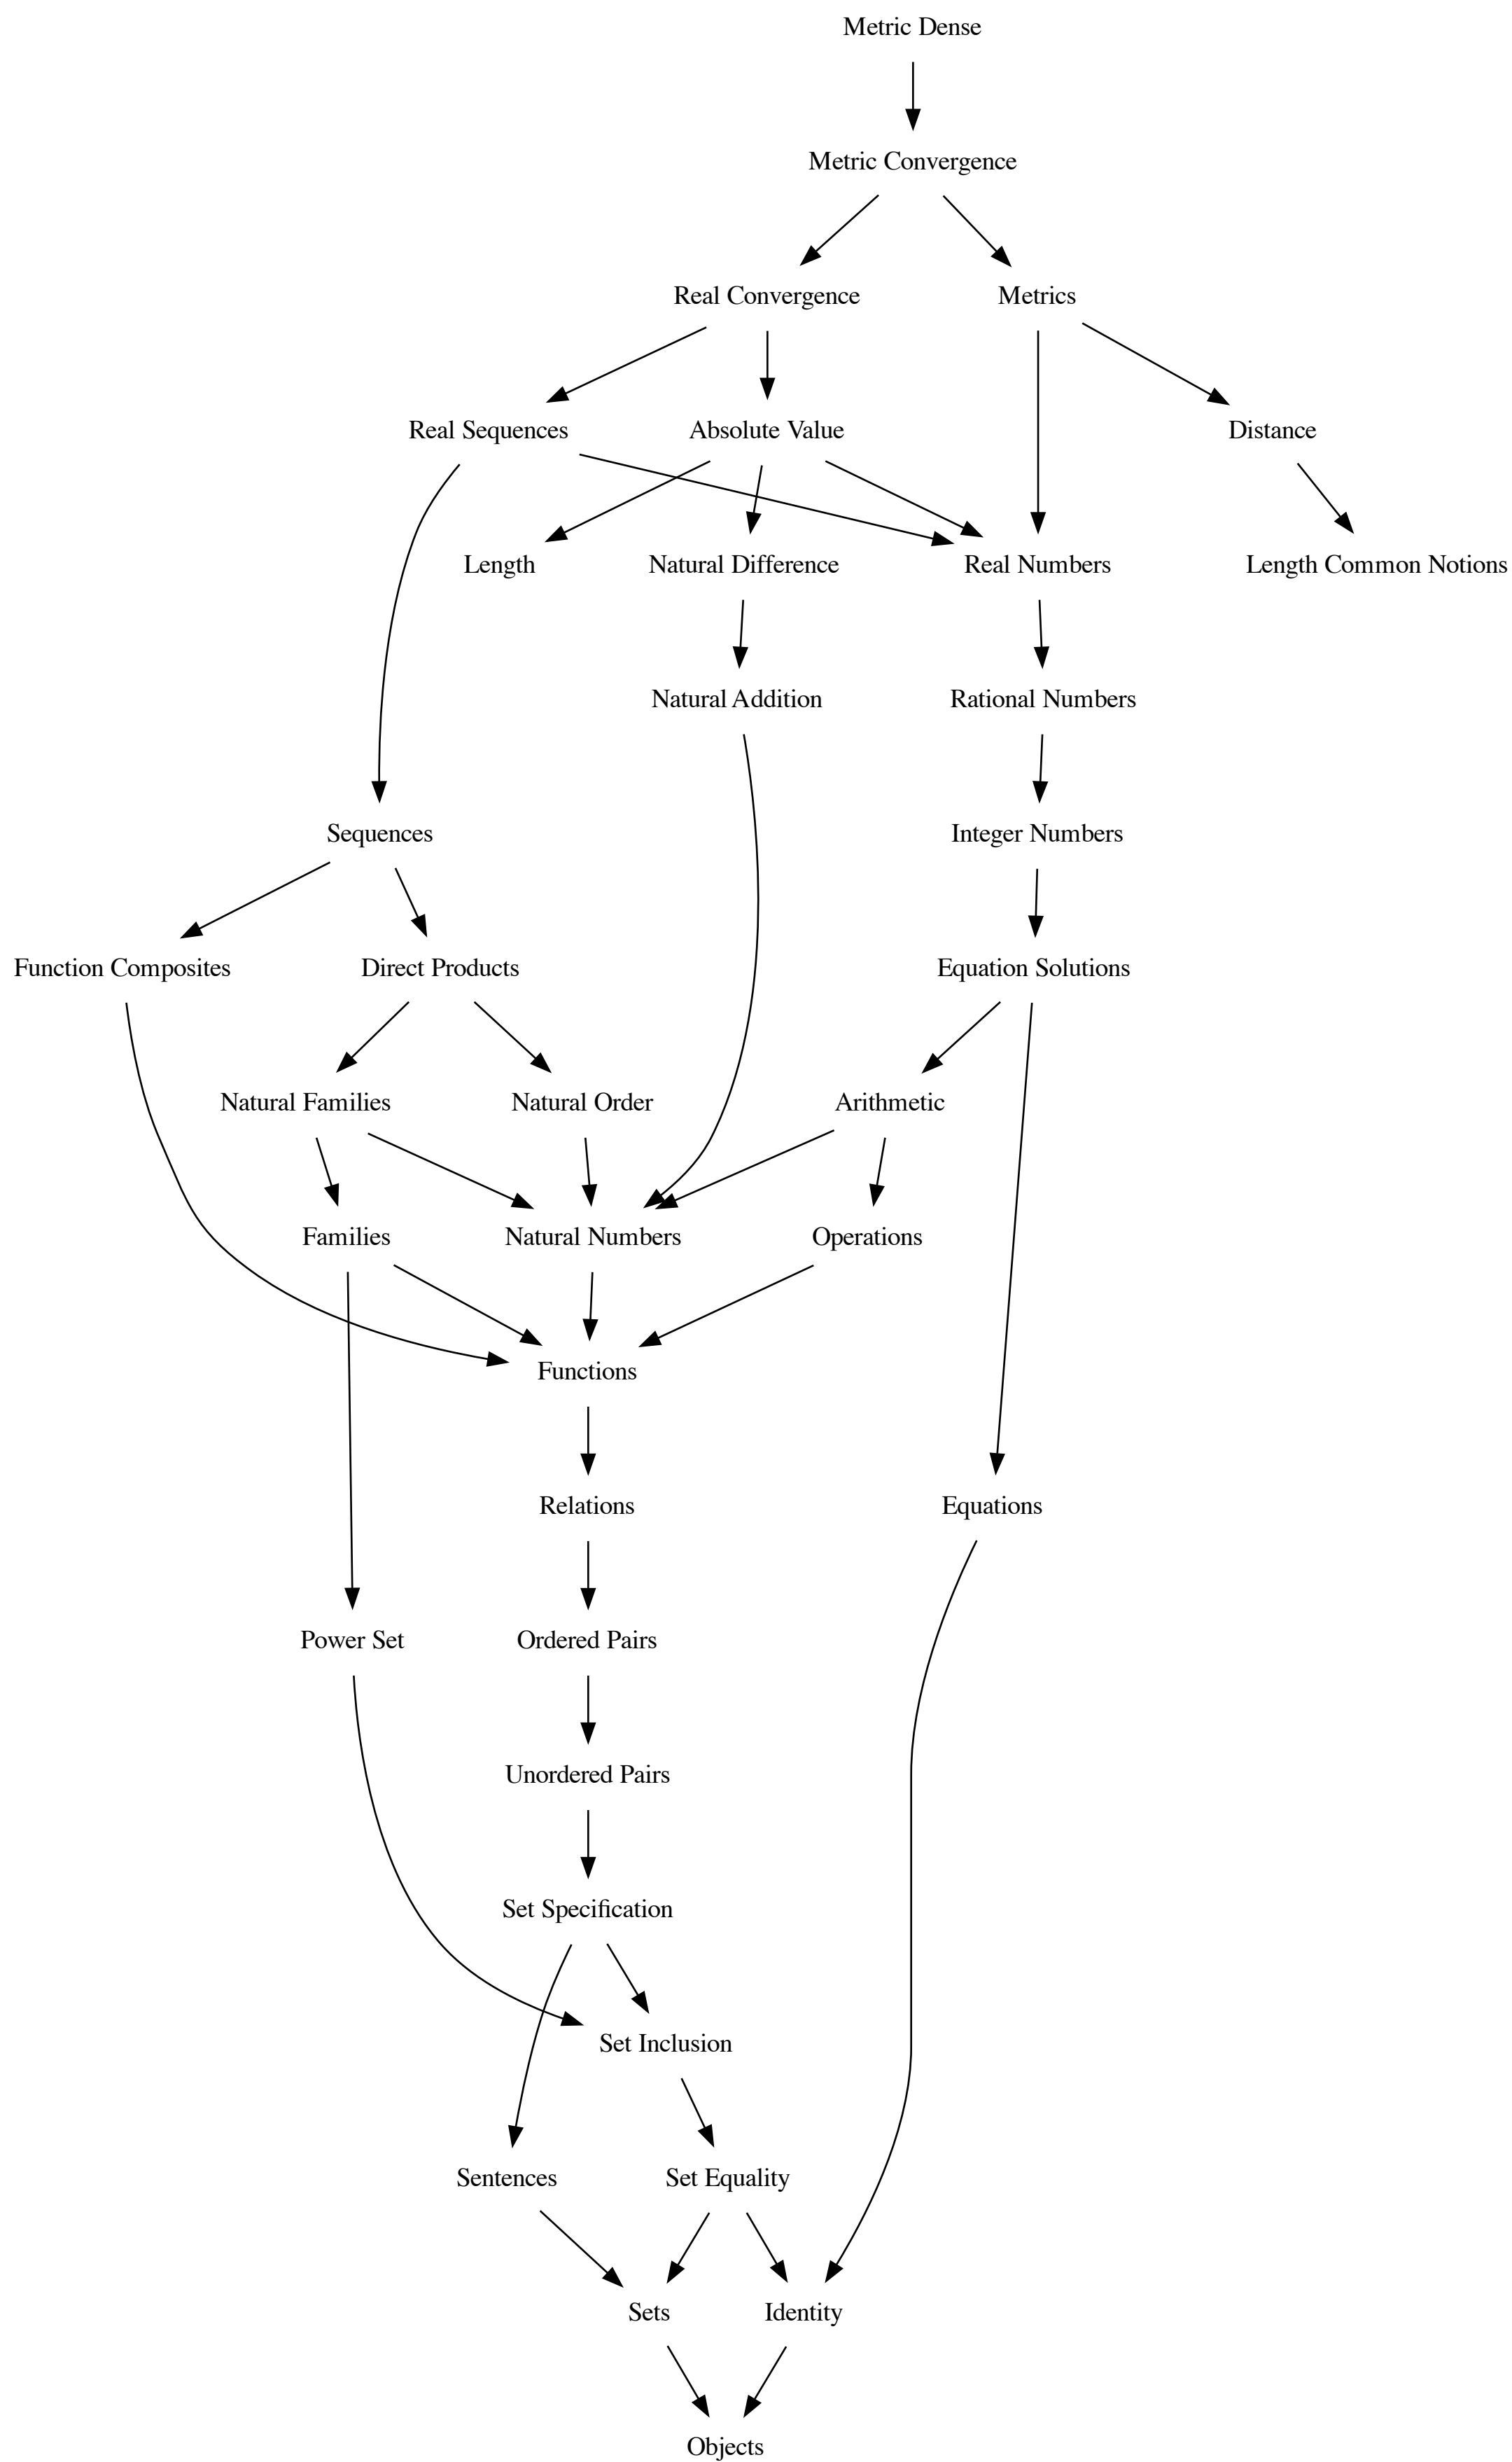 Metric Dense
Metric Convergence
Real Convergence
Metrics
Real Sequences
Absolute Value
Distance
Length
Natural Difference
Real Numbers
Length Common Notions
Natural Addition
Rational Numbers
Sequences
Integer Numbers
Function Composites
Direct Products
Equation Solutions
Natural Families
Natural Order
Arithmetic
Families
Natural Numbers
Operations
Functions
Relations
Equations
Power Set
Ordered Pairs
Unordered Pairs
Set Specification
Set Inclusion
Sentences
Set Equality
Sets
Identity
Objects